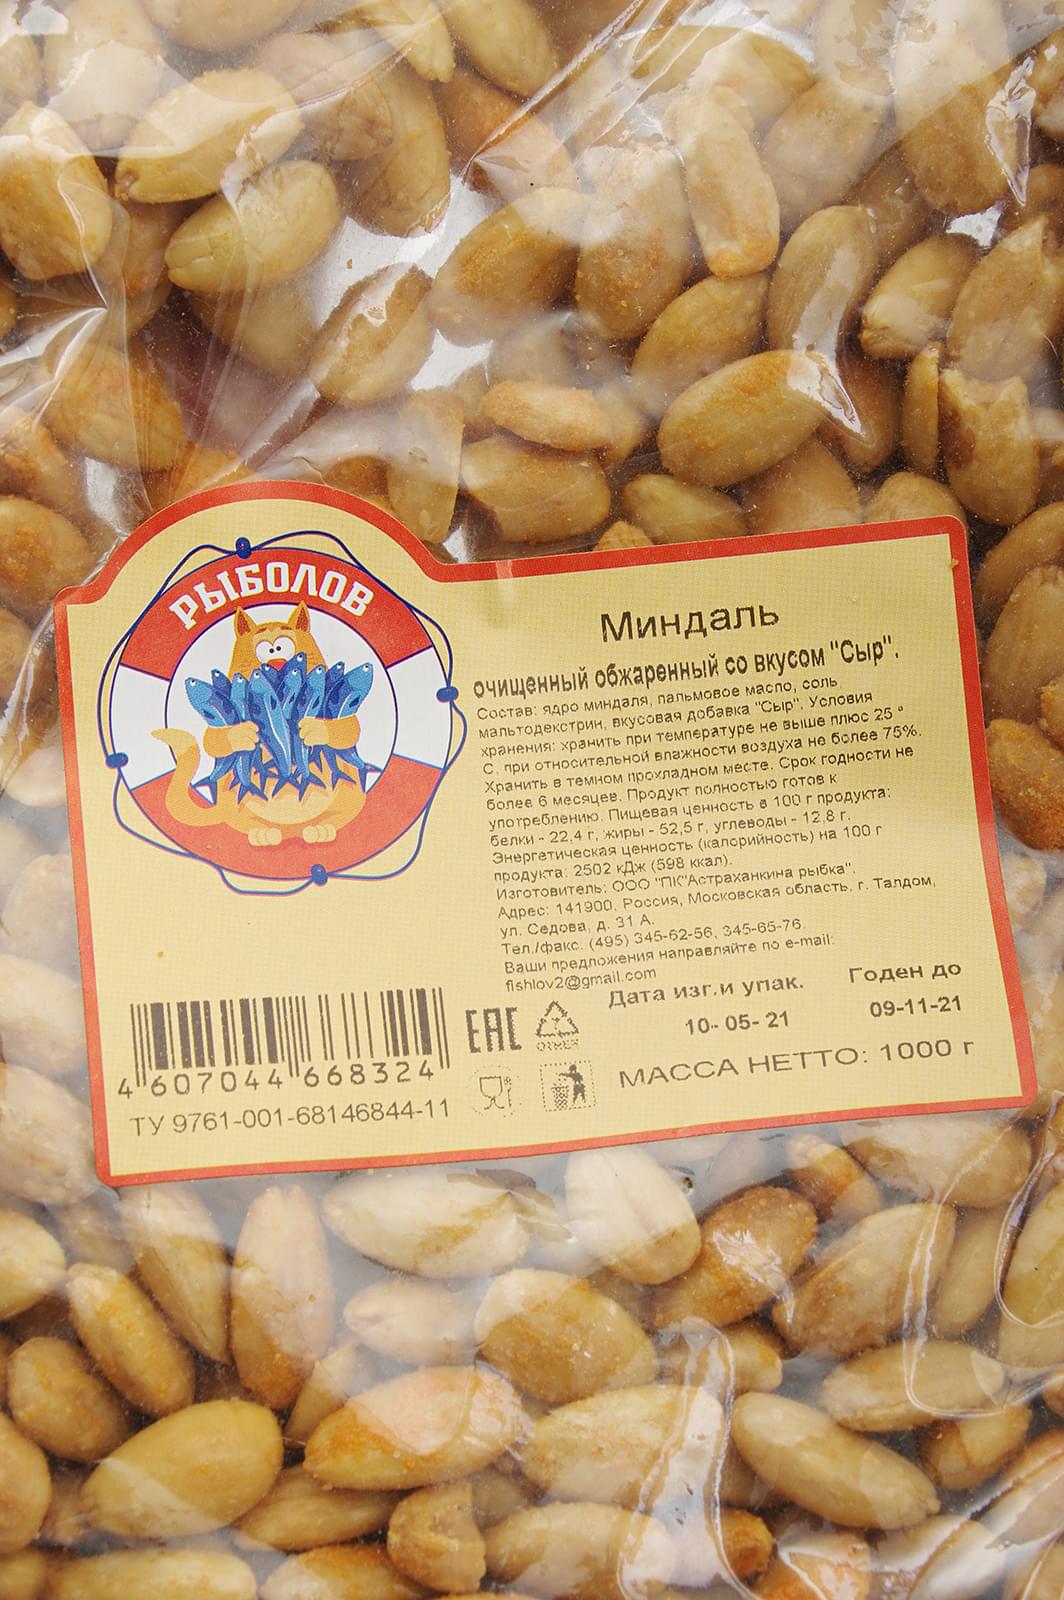 РЫБОЛОВ
Миндаль
очищенный обжаренный со вкусом "Сыр".
Состав: ядро миндаля, пальмовое масло, соль
мальтодекстрин, вкусовая добавка "Сыр". Условия
хранения: хранить при температуре не выше плюс 25 °
С, при относительной влажности воздуха не более 75%.
Хранить в темном прохладном месте. Срок годности не
более 6 месяцев. Продукт полностью готов к
употреблению. Пищевая ценность в 100 г продукта:
белки - 22,4 г, жиры - 52,5 г, углеводы - 12,8 г.
Энергетическая ценность (калорийность) на 100 г
продукта: 2502 кДж (598 ккал).
Изготовитель: ООО "ПК"Астраханкина рыбка".
Адрес: 141900, Россия, Московская область, г. Талдом,
ул. Седова, д. 31 А.
Тел./факс. (495) 345-62-56, 345-65-76.
Ваши предложения направляйте по e-mail:
fishlov2@gmail.com
Дата изг.и упак.
Годен до
10- 05- 21
09-11-21
МАССА НЕТТО: 1000 г
EAC
4 607044 668324
ТУ 9761-001-68146844-11